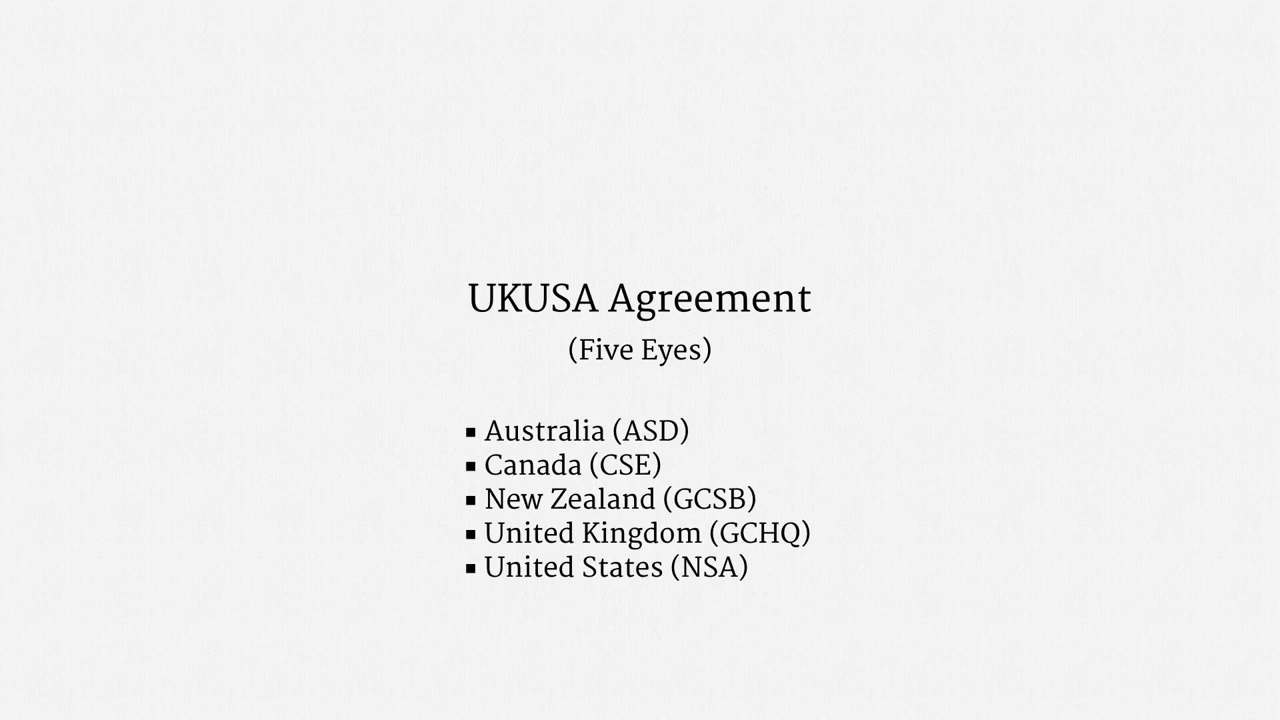 UKUSA Agreement
(Five Eyes)
▪ Australia (ASD)
▪ Canada (CSE)
▪ New Zealand (GCSB)
▪ United Kingdom (GCHQ)
▪ United States (NSA)